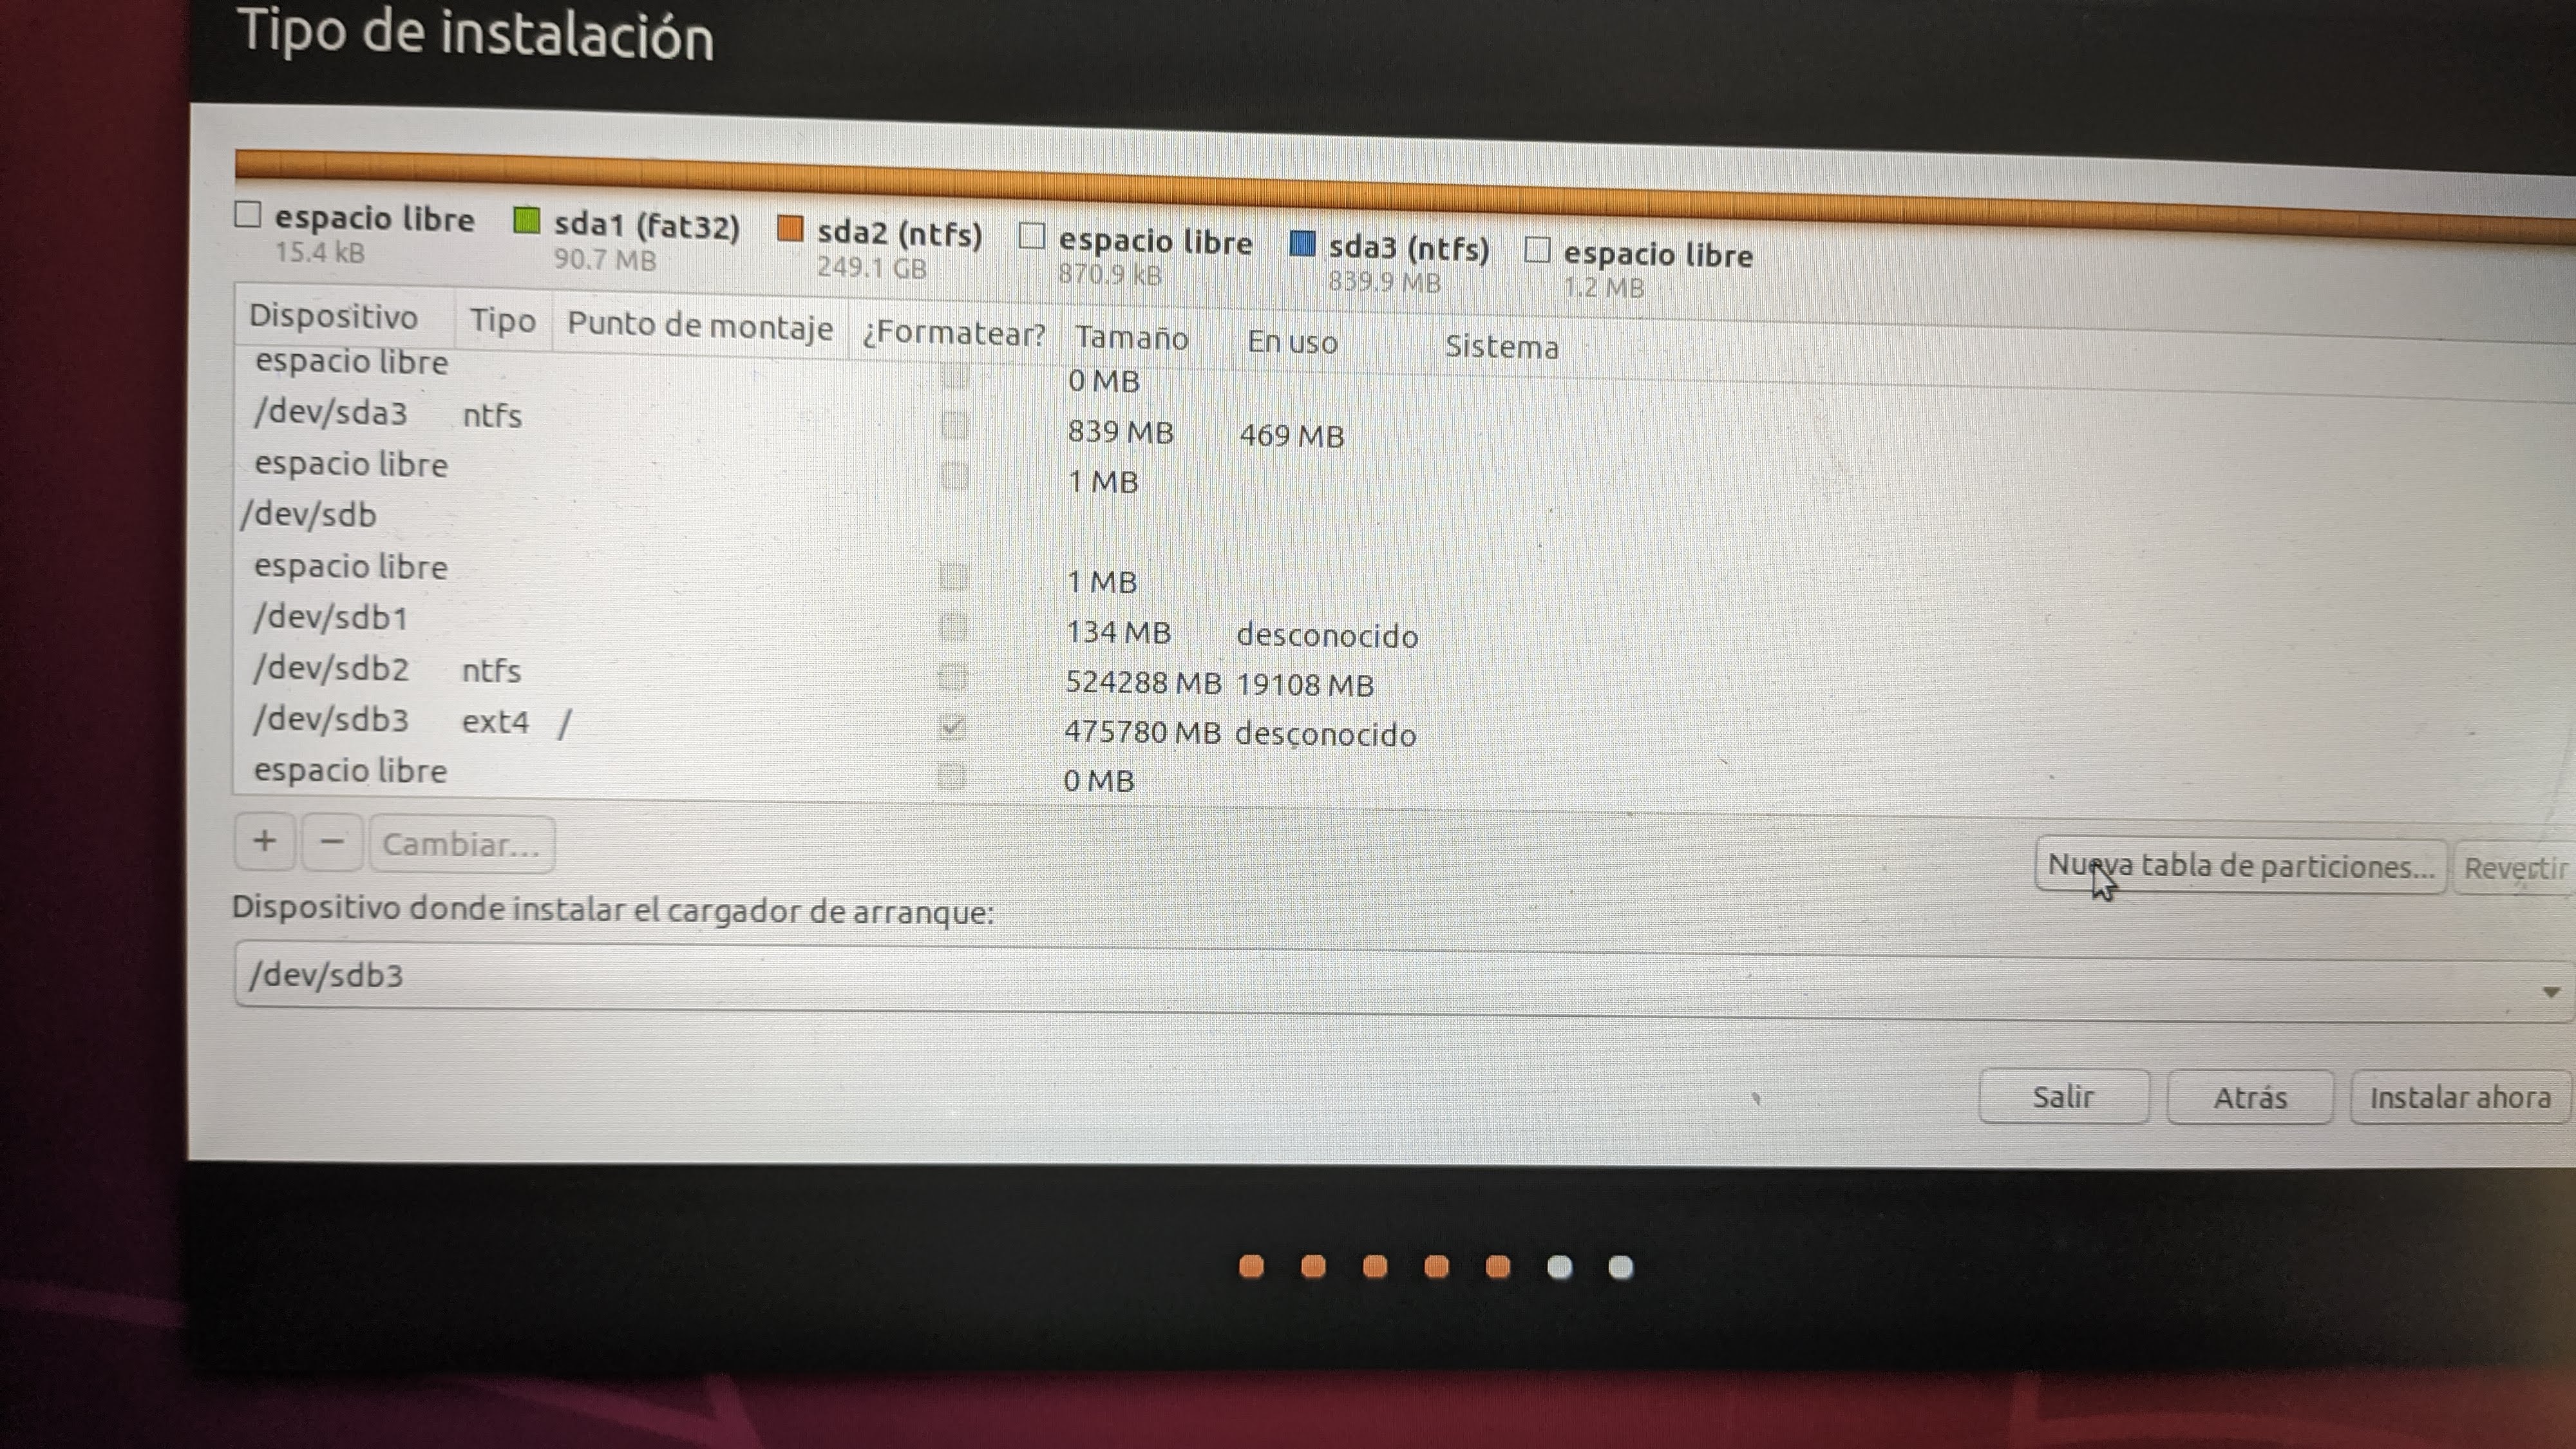 Tipo de instalación
espacio libre sda1 (fat32) sda2 (ntfs) espacio libre sda3 (ntfs) espacio libre
15.4 kB 90.7 MB 249.1 GB 870.9 kB 839.9 MB 1.2 MB
Dispositivo Tipo Punto de montaje ¿Formatear? Tamaño En uso Sistema
espacio libre 0 MB
/dev/sda3 ntfs 839 MB 469 MB
espacio libre 1 MB
/dev/sdb
espacio libre 1 MB
/dev/sdb1 134 MB desconocido
/dev/sdb2 ntfs 524288 MB 19108 MB
/dev/sdb3 ext4 / 475780 MB desconocido
espacio libre 0 MB
+ − Cambiar... Nueva tabla de particiones... Revertir
Dispositivo donde instalar el cargador de arranque:
/dev/sdb3
Salir Atrás Instalar ahora